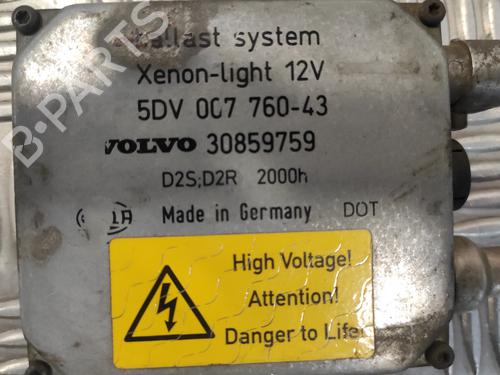 ballast system
Xenon-light 12V
5DV 007 760-43
VOLVO 30859759
D2S;D2R 2000h
Made in Germany DOT
High Voltage!
Attention!
Danger to Life
B-PARTS